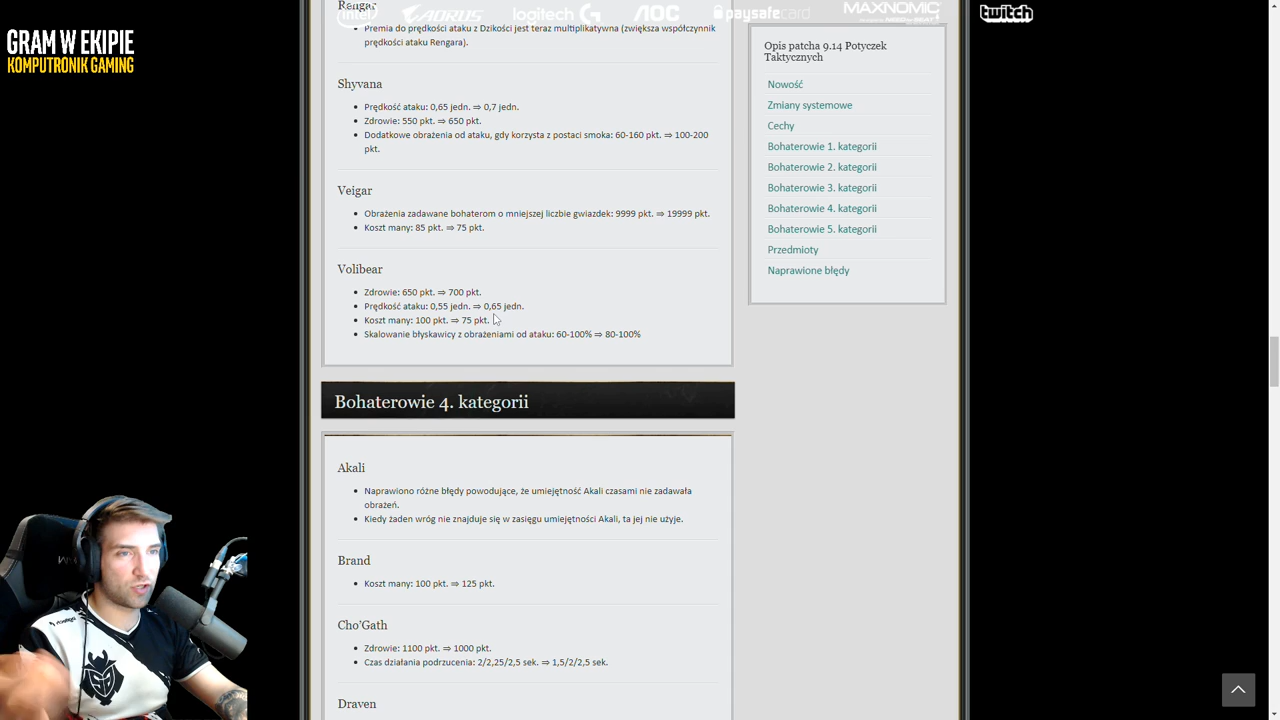 Rengar
intel AORUS logitech G AOC paysafecard MAXNOMIC twitch
GRAM W EKIPIE
KOMPUTRONIK GAMING
Premia do prędkości ataku z Dzikości jest teraz multiplikatywna (zwiększa współczynnik
prędkości ataku Rengara).
Shyvana
Prędkość ataku: 0,65 jedn. ⇒ 0,7 jedn.
Zdrowie: 550 pkt. ⇒ 650 pkt.
Dodatkowe obrażenia od ataku, gdy korzysta z postaci smoka: 60-160 pkt. ⇒ 100-200
pkt.
Veigar
Obrażenia zadawane bohaterom o mniejszej liczbie gwiazdek: 9999 pkt. ⇒ 19999 pkt.
Koszt many: 85 pkt. ⇒ 75 pkt.
Volibear
Zdrowie: 650 pkt. ⇒ 700 pkt.
Prędkość ataku: 0,55 jedn. ⇒ 0,65 jedn.
Koszt many: 100 pkt. ⇒ 75 pkt.
Skalowanie błyskawicy z obrażeniami od ataku: 60-100% ⇒ 80-100%
Bohaterowie 4. kategorii
Akali
Naprawiono różne błędy powodujące, że umiejętność Akali czasami nie zadawała
obrażeń.
Kiedy żaden wróg nie znajduje się w zasięgu umiejętności Akali, ta jej nie użyje.
Brand
Koszt many: 100 pkt. ⇒ 125 pkt.
Cho'Gath
Zdrowie: 1100 pkt. ⇒ 1000 pkt.
Czas działania podrzucenia: 2/2,25/2,5 sek. ⇒ 1,5/2/2,5 sek.
Draven
Opis patcha 9.14 Potyczek
Taktycznych
Nowość
Zmiany systemowe
Cechy
Bohaterowie 1. kategorii
Bohaterowie 2. kategorii
Bohaterowie 3. kategorii
Bohaterowie 4. kategorii
Bohaterowie 5. kategorii
Przedmioty
Naprawione błędy